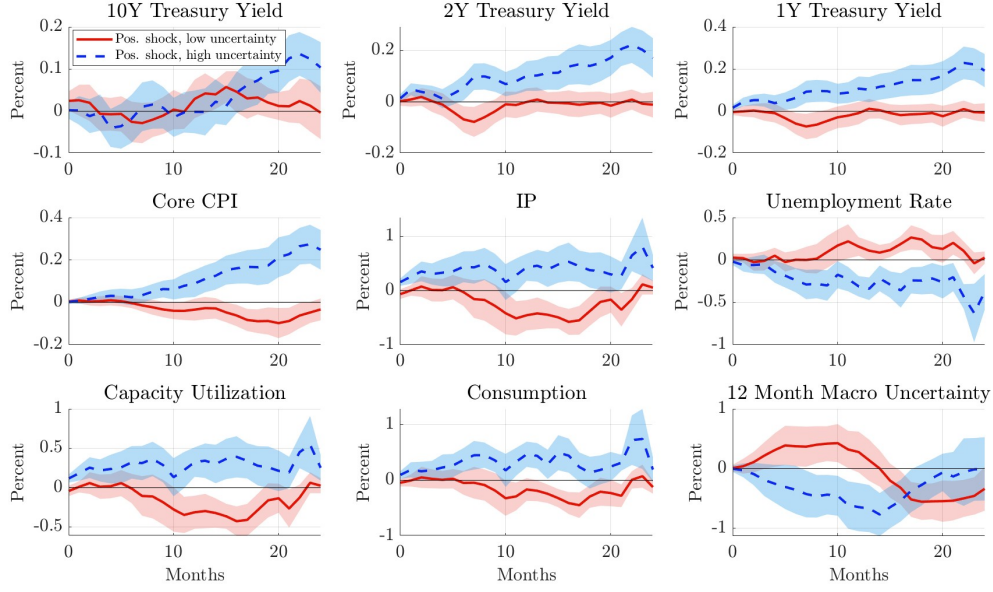 10Y Treasury Yield
Pos. shock, low uncertainty
Pos. shock, high uncertainty
Percent
0.2
0.1
0
-0.1
0 10 20
2Y Treasury Yield
Percent
0.2
0
-0.2
0 10 20
1Y Treasury Yield
Percent
0.4
0.2
0
-0.2
0 10 20
Core CPI
Percent
0.4
0.2
0
-0.2
0 10 20
IP
Percent
1
0
-1
0 10 20
Unemployment Rate
Percent
0.5
0
-0.5
-1
0 10 20
Capacity Utilization
Percent
1
0.5
0
-0.5
0 10 20
Months
Consumption
Percent
1
0
-1
0 10 20
Months
12 Month Macro Uncertainty
Percent
1
0
-1
0 10 20
Months